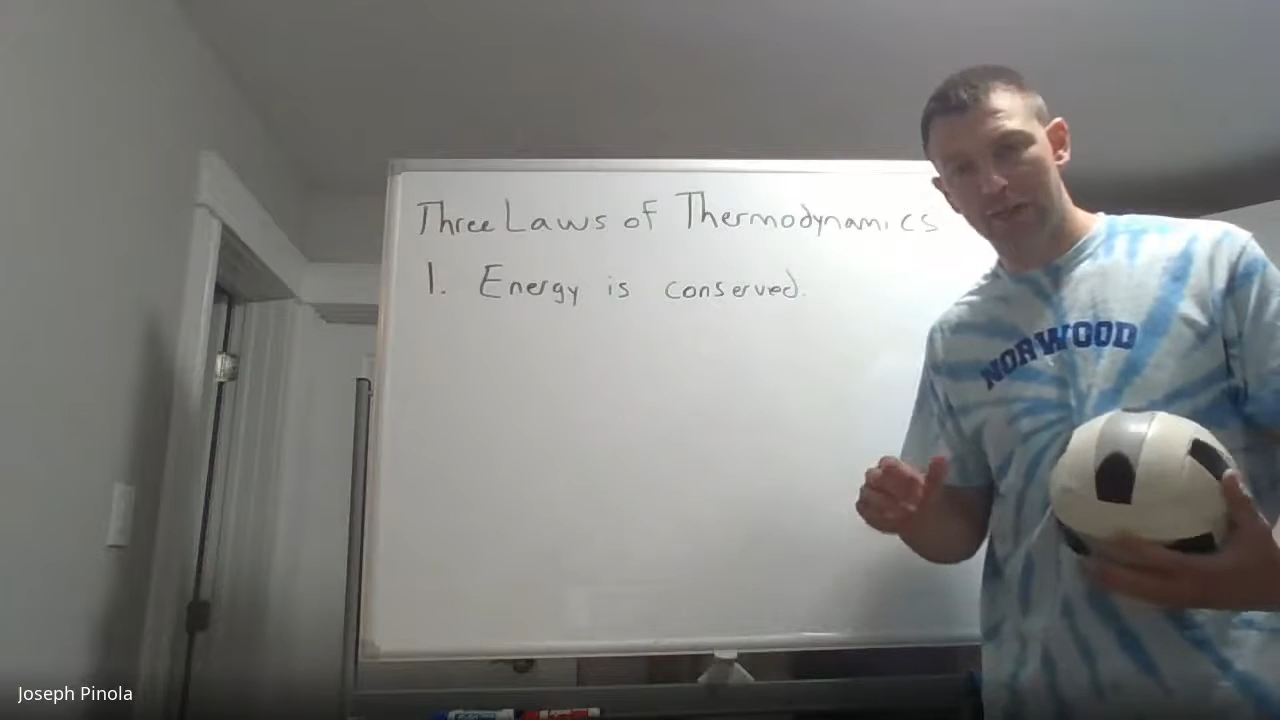 Three Laws of Thermodynamics
1. Energy is conserved.
NORWOOD
Joseph Pinola